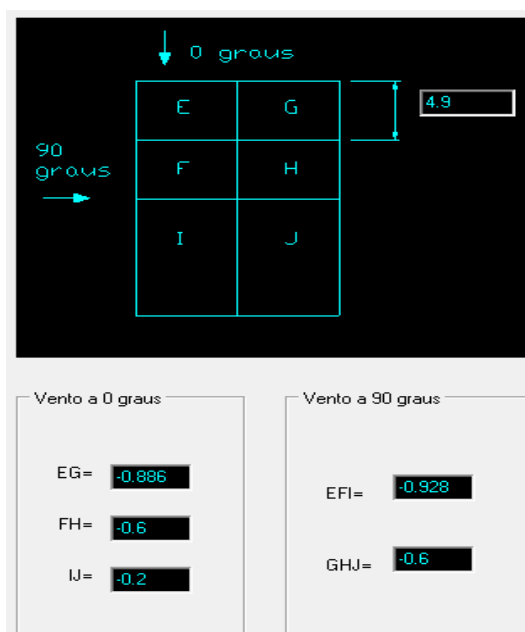 0 graus
E G
4.9
90
graus
F H
I J
Vento a 0 graus
EG= -0.886
FH= -0.6
IJ= -0.2
Vento a 90 graus
EFI= -0.928
GHJ= -0.6